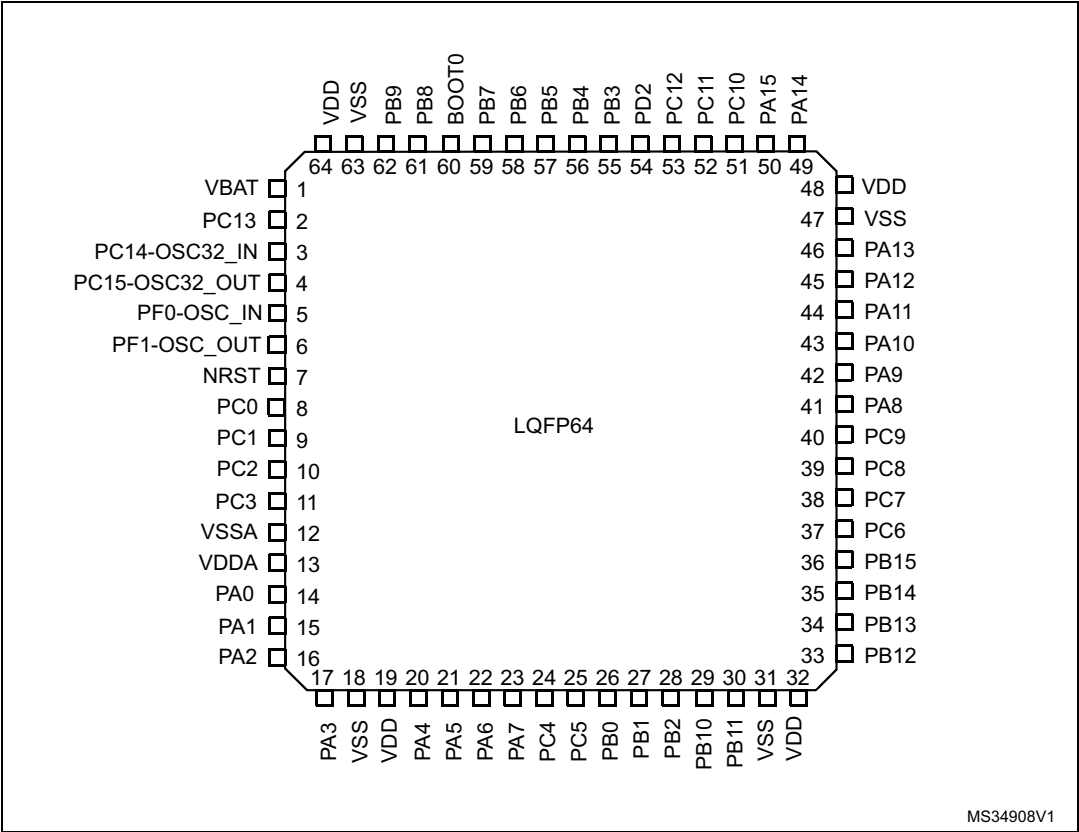 VDD VSS PB9 PB8 BOOT0 PB7 PB6 PB5 PB4 PB3 PD2 PC12 PC11 PC10 PA15 PA14
64 63 62 61 60 59 58 57 56 55 54 53 52 51 50 49
VBAT 1 48 VDD
PC13 2 47 VSS
PC14-OSC32_IN 3 46 PA13
PC15-OSC32_OUT 4 45 PA12
PF0-OSC_IN 5 44 PA11
PF1-OSC_OUT 6 43 PA10
NRST 7 42 PA9
PC0 8 41 PA8
LQFP64
PC1 9 40 PC9
PC2 10 39 PC8
PC3 11 38 PC7
VSSA 12 37 PC6
VDDA 13 36 PB15
PA0 14 35 PB14
PA1 15 34 PB13
PA2 16 33 PB12
17 18 19 20 21 22 23 24 25 26 27 28 29 30 31 32
PA3 VSS VDD PA4 PA5 PA6 PA7 PC4 PC5 PB0 PB1 PB2 PB10 PB11 VSS VDD
MS34908V1